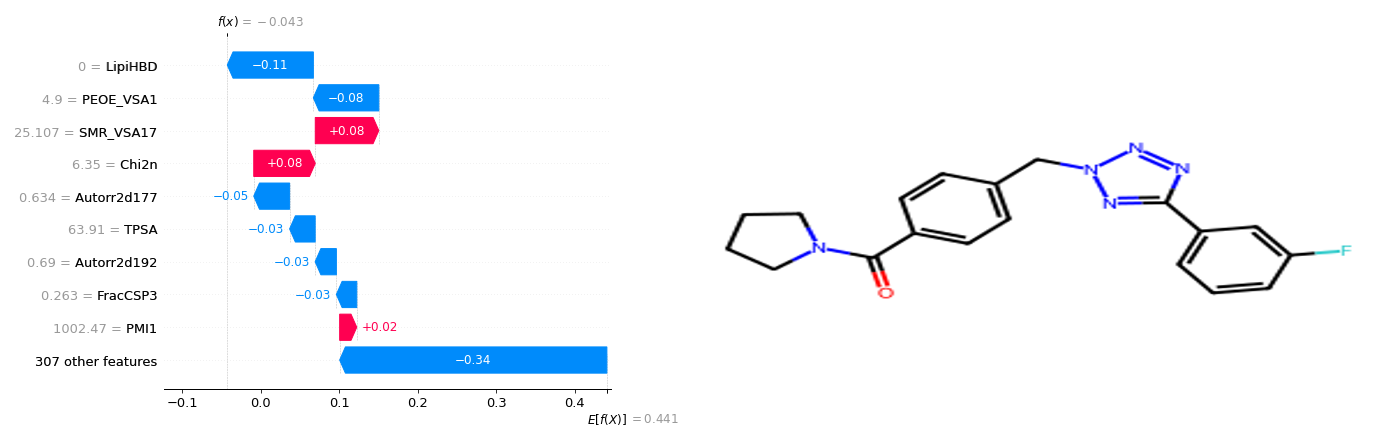 f(x) = −0.043
0 = LipiHBD
−0.11
4.9 = PEOE_VSA1
−0.08
25.107 = SMR_VSA17
+0.08
6.35 = Chi2n
+0.08
0.634 = Autorr2d177
−0.05
63.91 = TPSA
−0.03
0.69 = Autorr2d192
−0.03
0.263 = FracCSP3
−0.03
1002.47 = PMI1
+0.02
307 other features
−0.34
−0.1 0.0 0.1 0.2 0.3 0.4
E[f(X)] = 0.441
N
N N
N
N
F
O